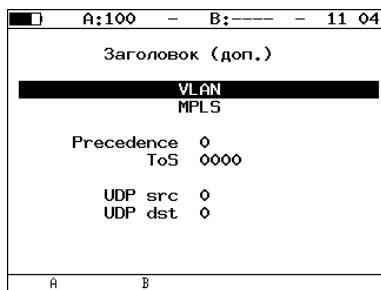 A:100 – B:---- – 11 04
Заголовок (доп.)
VLAN
MPLS
Precedence 0
ToS 0000
UDP src 0
UDP dst 0
A B